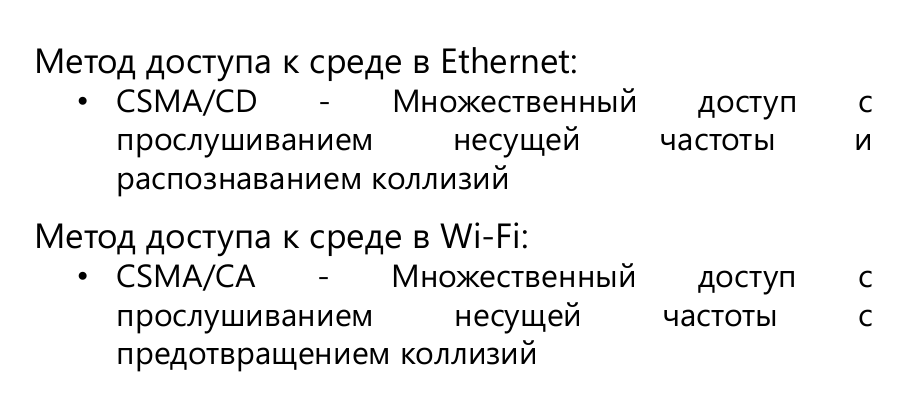 Метод доступа к среде в Ethernet:
• CSMA/CD - Множественный доступ с
прослушиванием несущей частоты и
распознаванием коллизий
Метод доступа к среде в Wi-Fi:
• CSMA/CA - Множественный доступ с
прослушиванием несущей частоты с
предотвращением коллизий